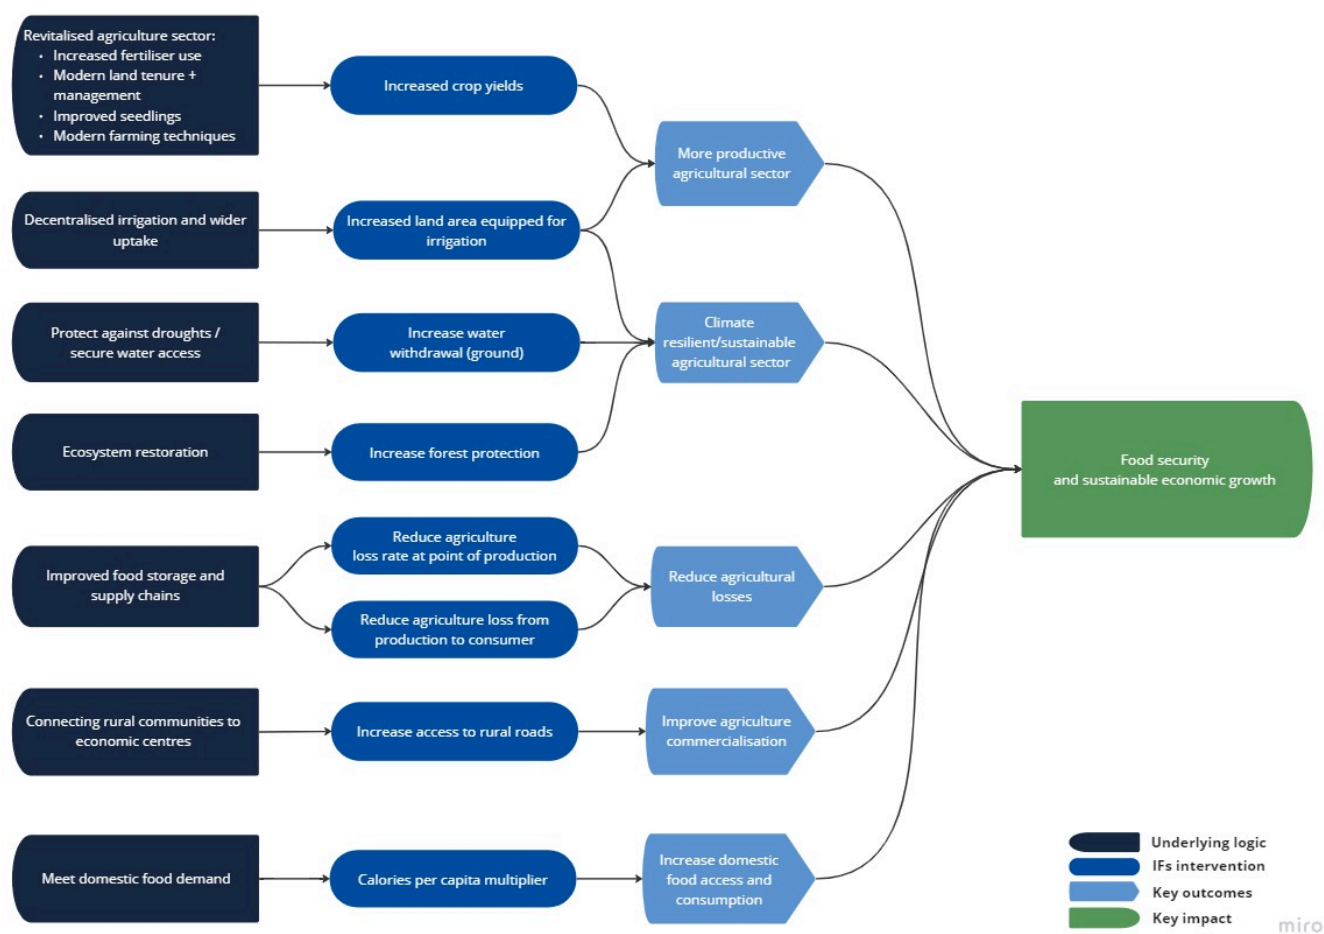 Revitalised agriculture sector:
• Increased fertiliser use
• Modern land tenure +
management
• Improved seedlings
• Modern farming techniques
Increased crop yields
More productive
agricultural sector
Decentralised irrigation and wider
uptake
Increased land area equipped for
irrigation
Protect against droughts /
secure water access
Increase water
withdrawal (ground)
Climate
resilient/sustainable
agricultural sector
Ecosystem restoration
Increase forest protection
Food security
and sustainable economic growth
Improved food storage and
supply chains
Reduce agriculture
loss rate at point of production
Reduce agriculture loss from
production to consumer
Reduce agricultural
losses
Connecting rural communities to
economic centres
Increase access to rural roads
Improve agriculture
commercialisation
Meet domestic food demand
Calories per capita multiplier
Increase domestic
food access and
consumption
Underlying logic
IFs intervention
Key outcomes
Key impact
miro